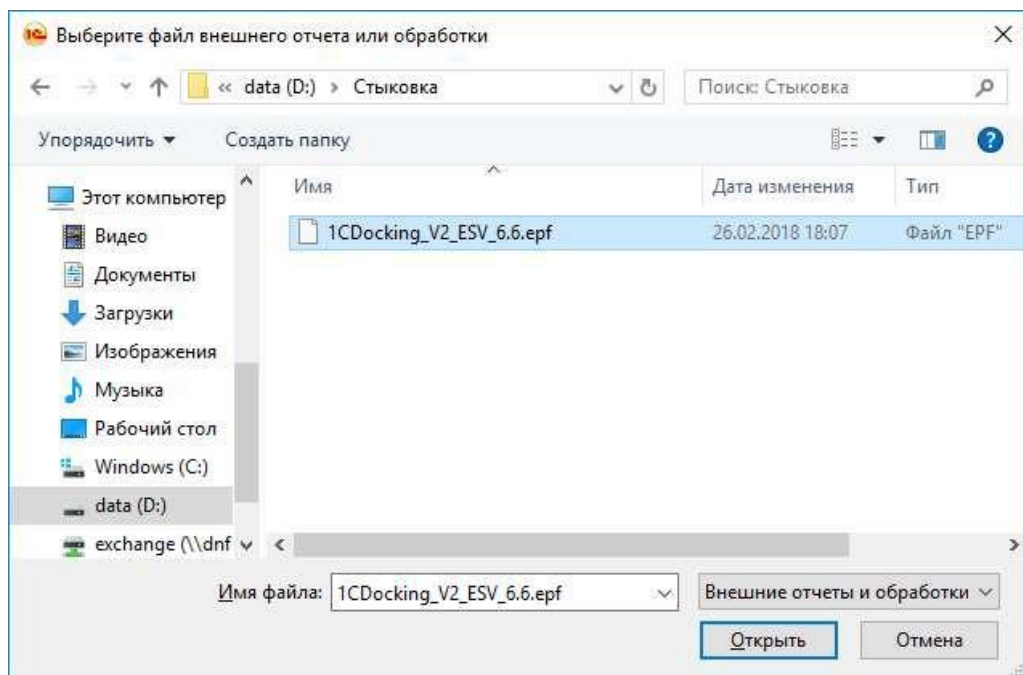 1С Выберите файл внешнего отчета или обработки
« data (D:) › Стыковка
Поиск: Стыковка
Упорядочить
Создать папку
Имя
Дата изменения
Тип
Этот компьютер
1CDocking_V2_ESV_6.6.epf
26.02.2018 18:07
Файл "EPF"
Видео
Документы
Загрузки
Изображения
Музыка
Рабочий стол
Windows (C:)
data (D:)
exchange (\\dnf
Имя файла: 1CDocking_V2_ESV_6.6.epf
Внешние отчеты и обработки
Открыть
Отмена